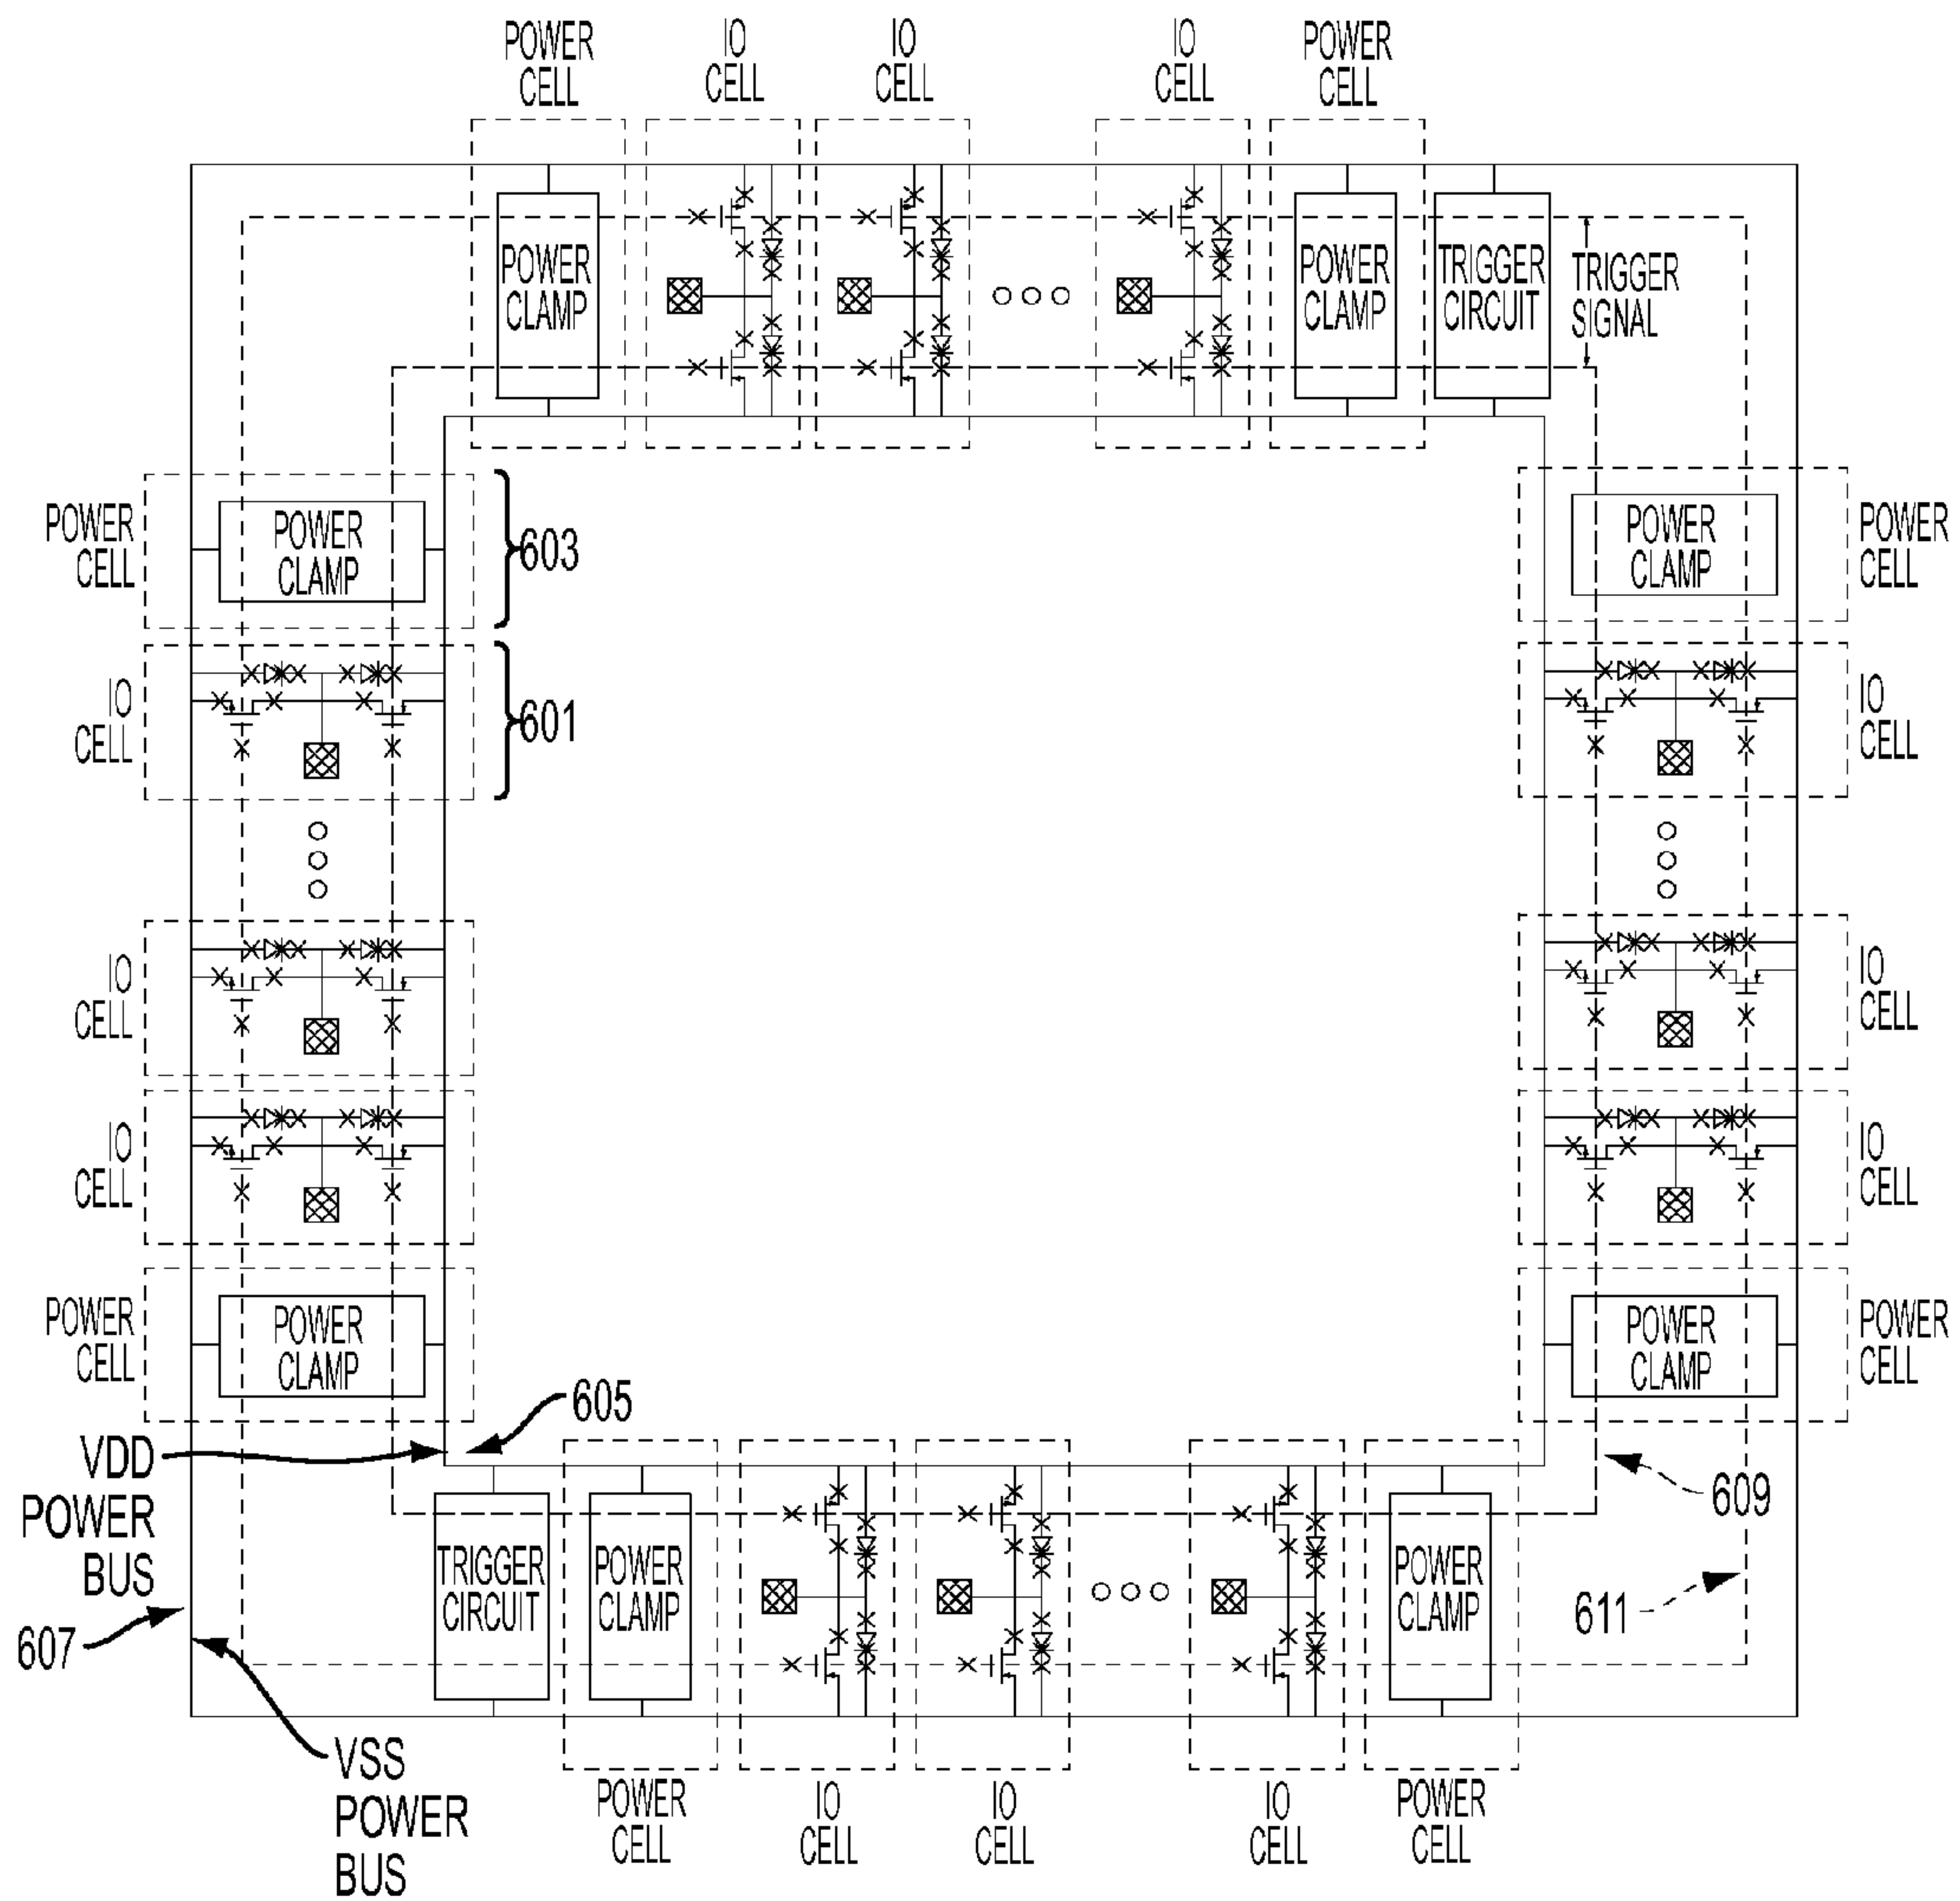 POWER
CELL
IO
CELL
IO
CELL
IO
CELL
POWER
CELL
POWER
CLAMP
POWER
CLAMP
TRIGGER
CIRCUIT
TRIGGER
SIGNAL
POWER
CELL
POWER
CLAMP
603
POWER
CLAMP
POWER
CELL
IO
CELL
601
IO
CELL
IO
CELL
IO
CELL
IO
CELL
IO
CELL
POWER
CELL
POWER
CLAMP
POWER
CLAMP
POWER
CELL
605
VDD
POWER
BUS
609
611
607
TRIGGER
CIRCUIT
POWER
CLAMP
POWER
CLAMP
VSS
POWER
BUS
POWER
CELL
IO
CELL
IO
CELL
IO
CELL
POWER
CELL